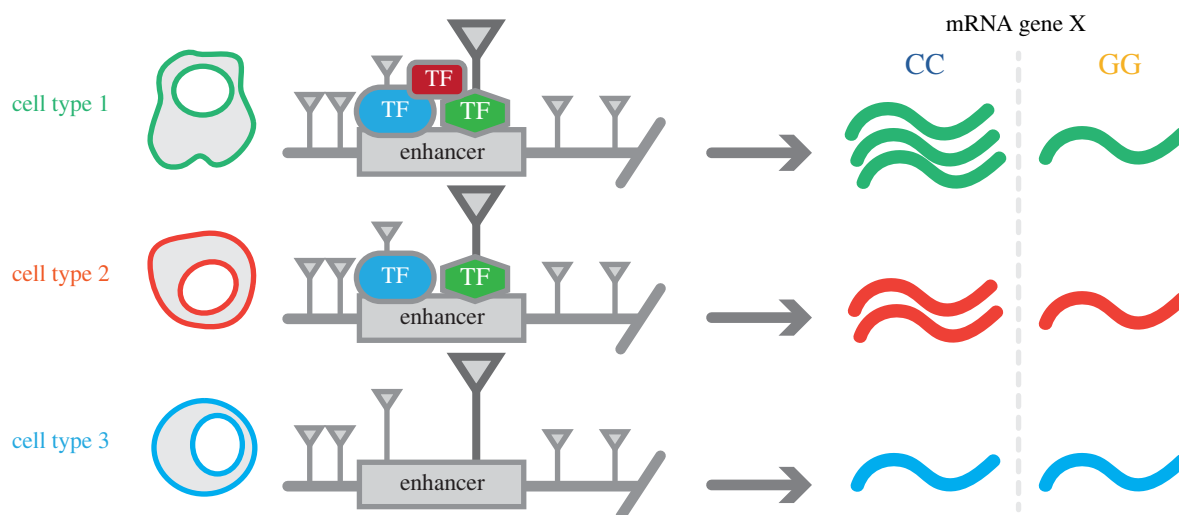 mRNA gene X
CC GG
cell type 1
TF
TF TF
enhancer
cell type 2
TF TF
enhancer
cell type 3
enhancer